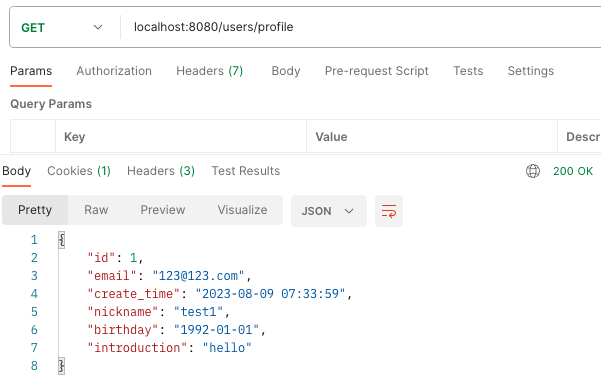 GET localhost:8080/users/profile
Params Authorization Headers (7) Body Pre-request Script Tests Settings
Query Params
Key Value Descr
Body Cookies (1) Headers (3) Test Results 200 OK
Pretty Raw Preview Visualize JSON
1 {
2 "id": 1,
3 "email": "123@123.com",
4 "create_time": "2023-08-09 07:33:59",
5 "nickname": "test1",
6 "birthday": "1992-01-01",
7 "introduction": "hello"
8 }